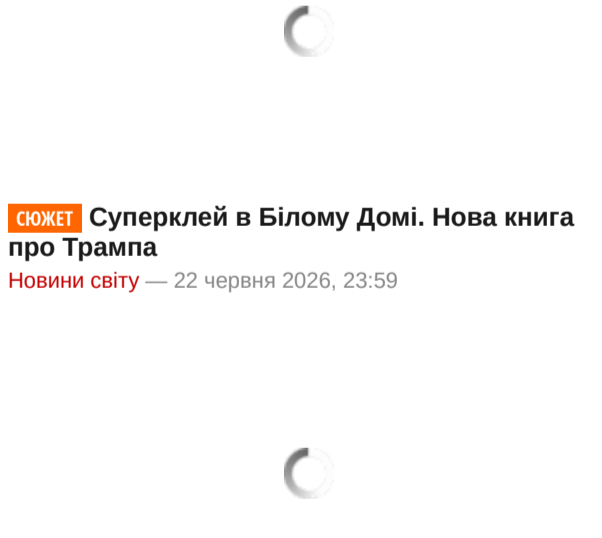 СЮЖЕТ Суперклей в Білому Домі. Нова книга
про Трампа
Новини світу — 22 червня 2026, 23:59